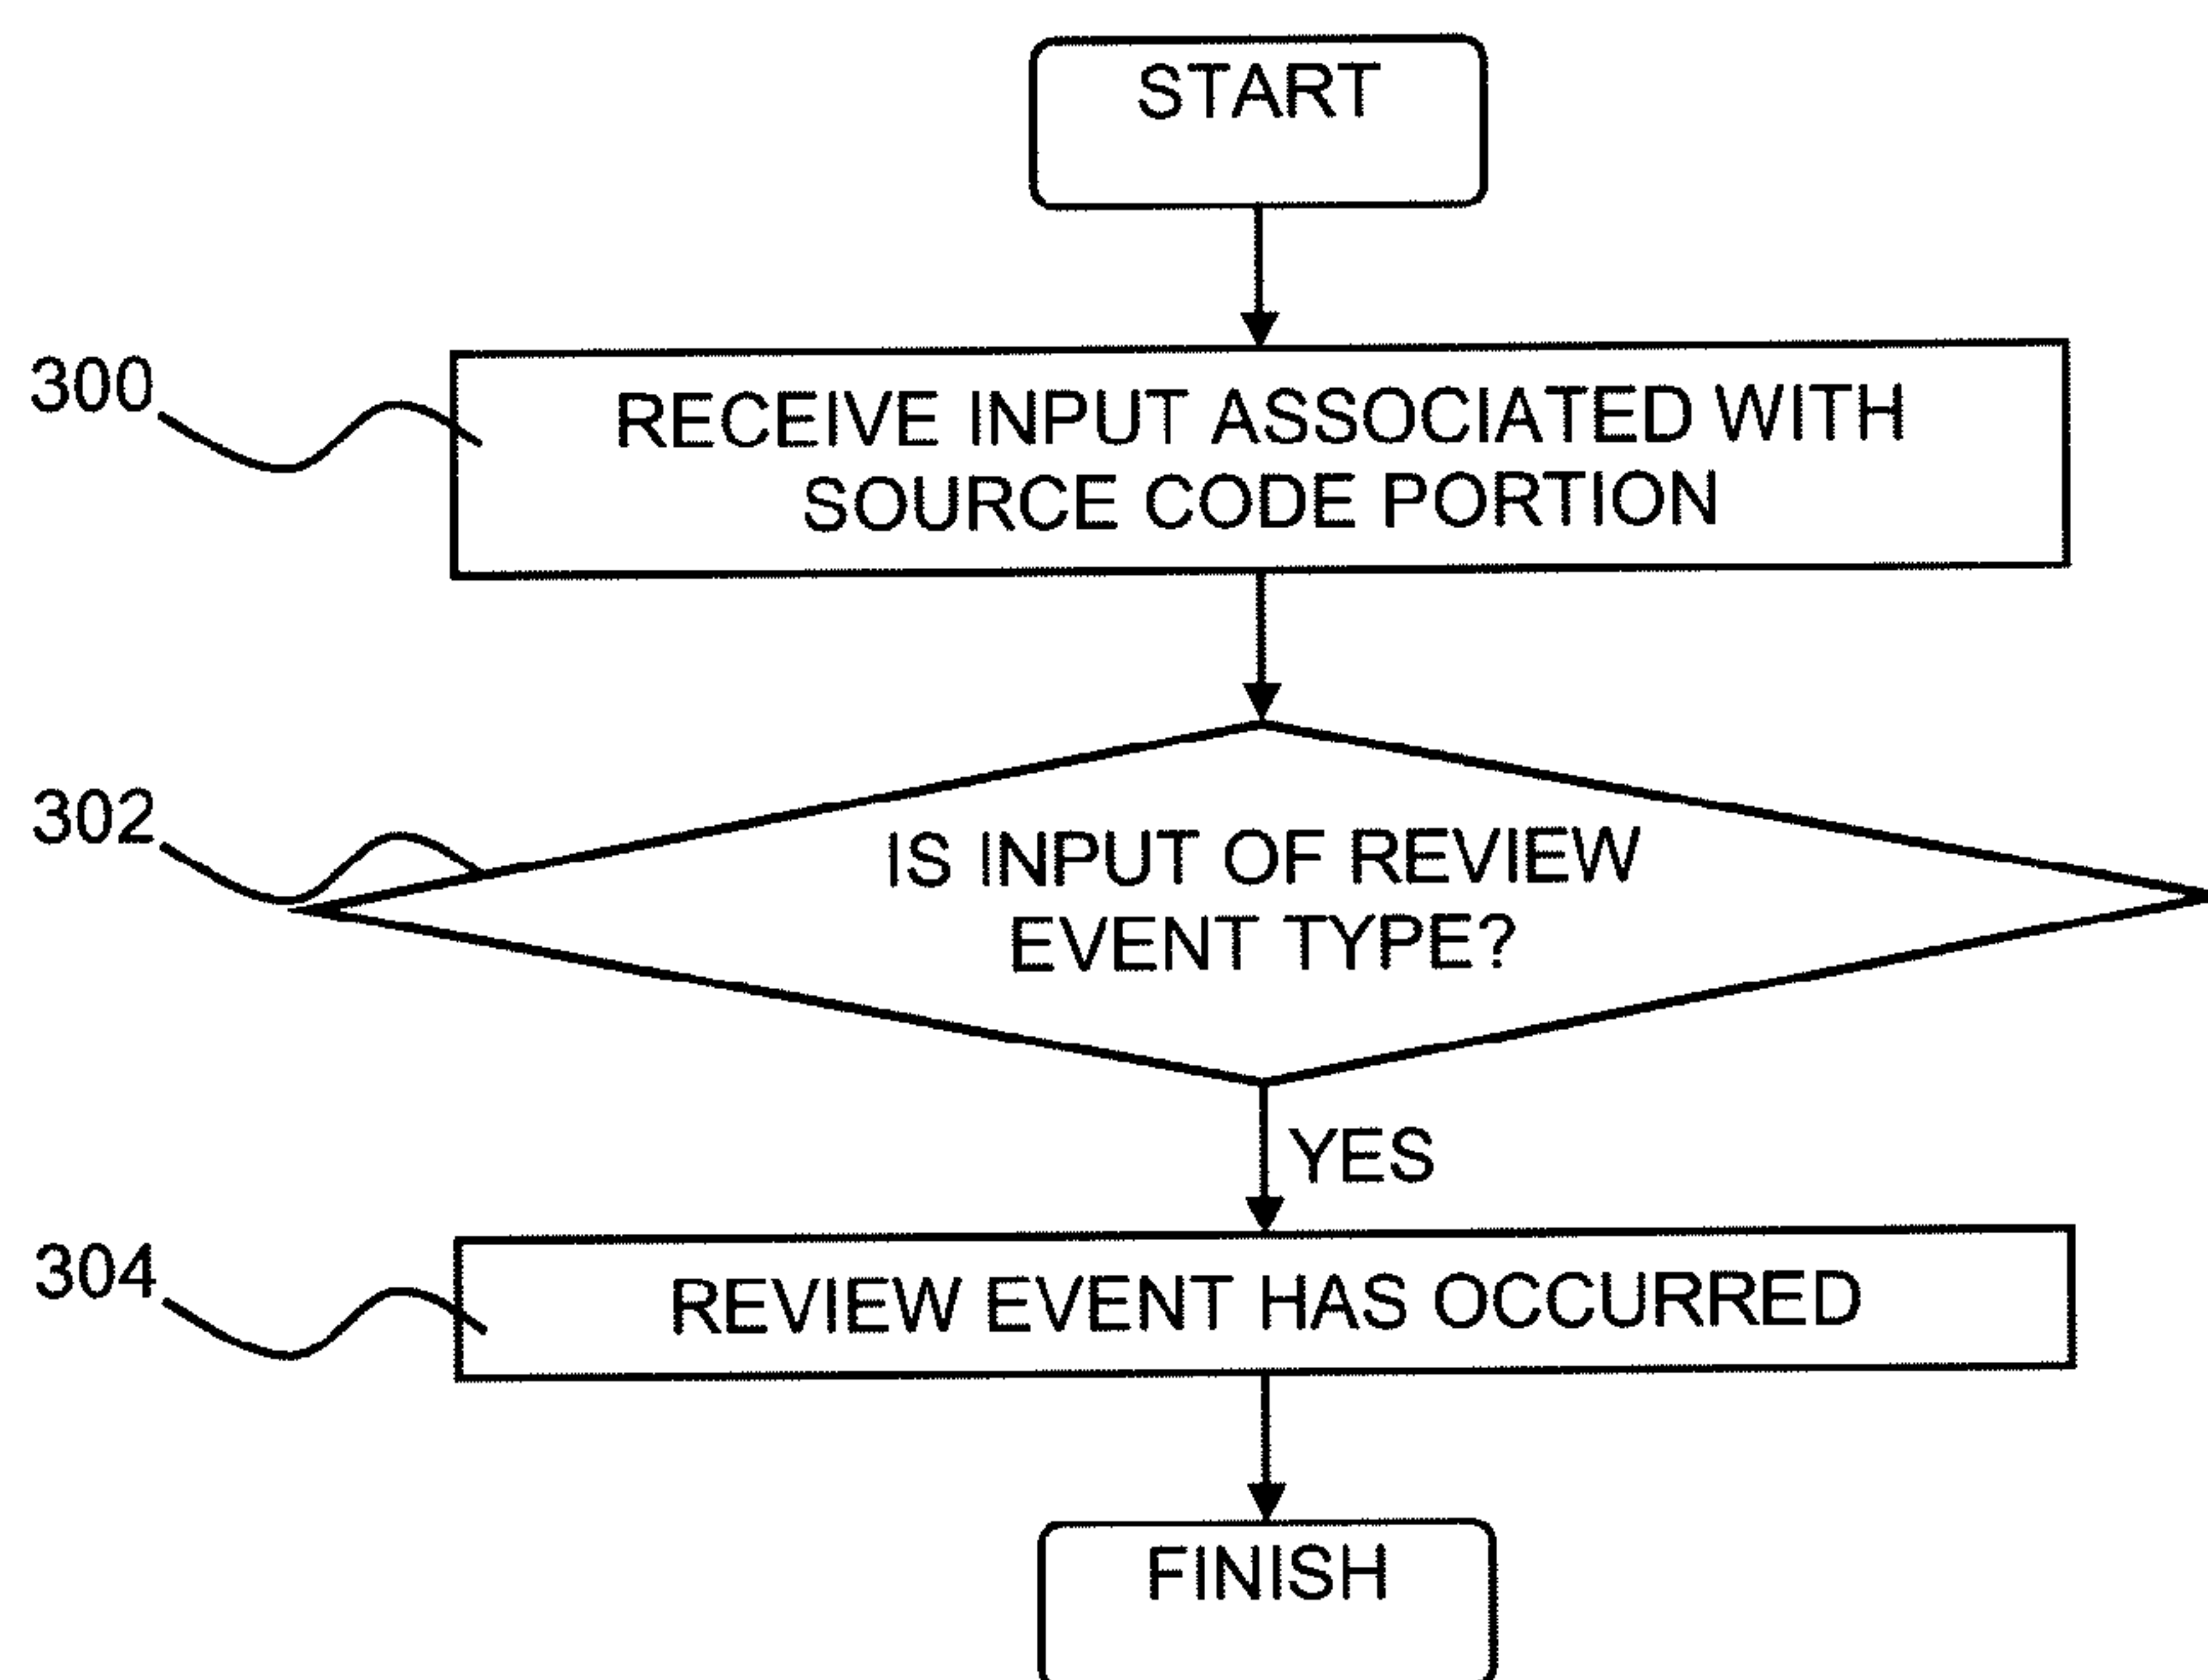 START
300
RECEIVE INPUT ASSOCIATED WITH
SOURCE CODE PORTION
302
IS INPUT OF REVIEW
EVENT TYPE?
YES
304
REVIEW EVENT HAS OCCURRED
FINISH